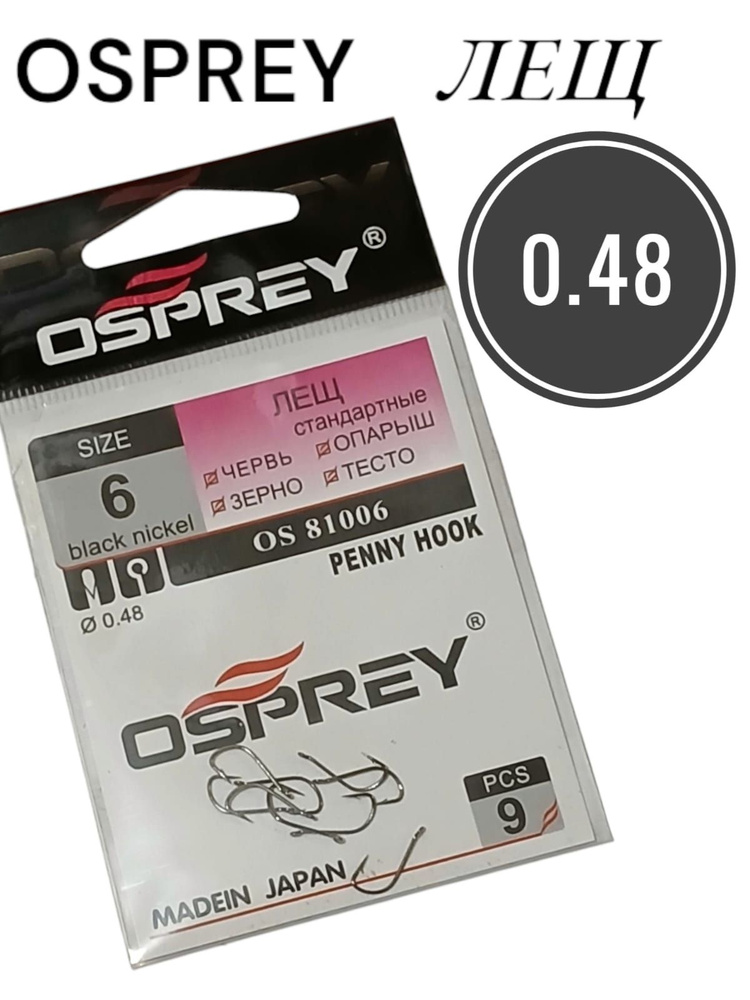 OSPREY ЛЕЩ
0.48
OSPREY®
ЛЕЩ
стандартные
SIZE
6
black nickel
ЧЕРВЬ ОПАРЫШ
ЗЕРНО ТЕСТО
OS 81006
PENNY HOOK
Ø 0.48
OSPREY®
PCS
9
MADEIN JAPAN